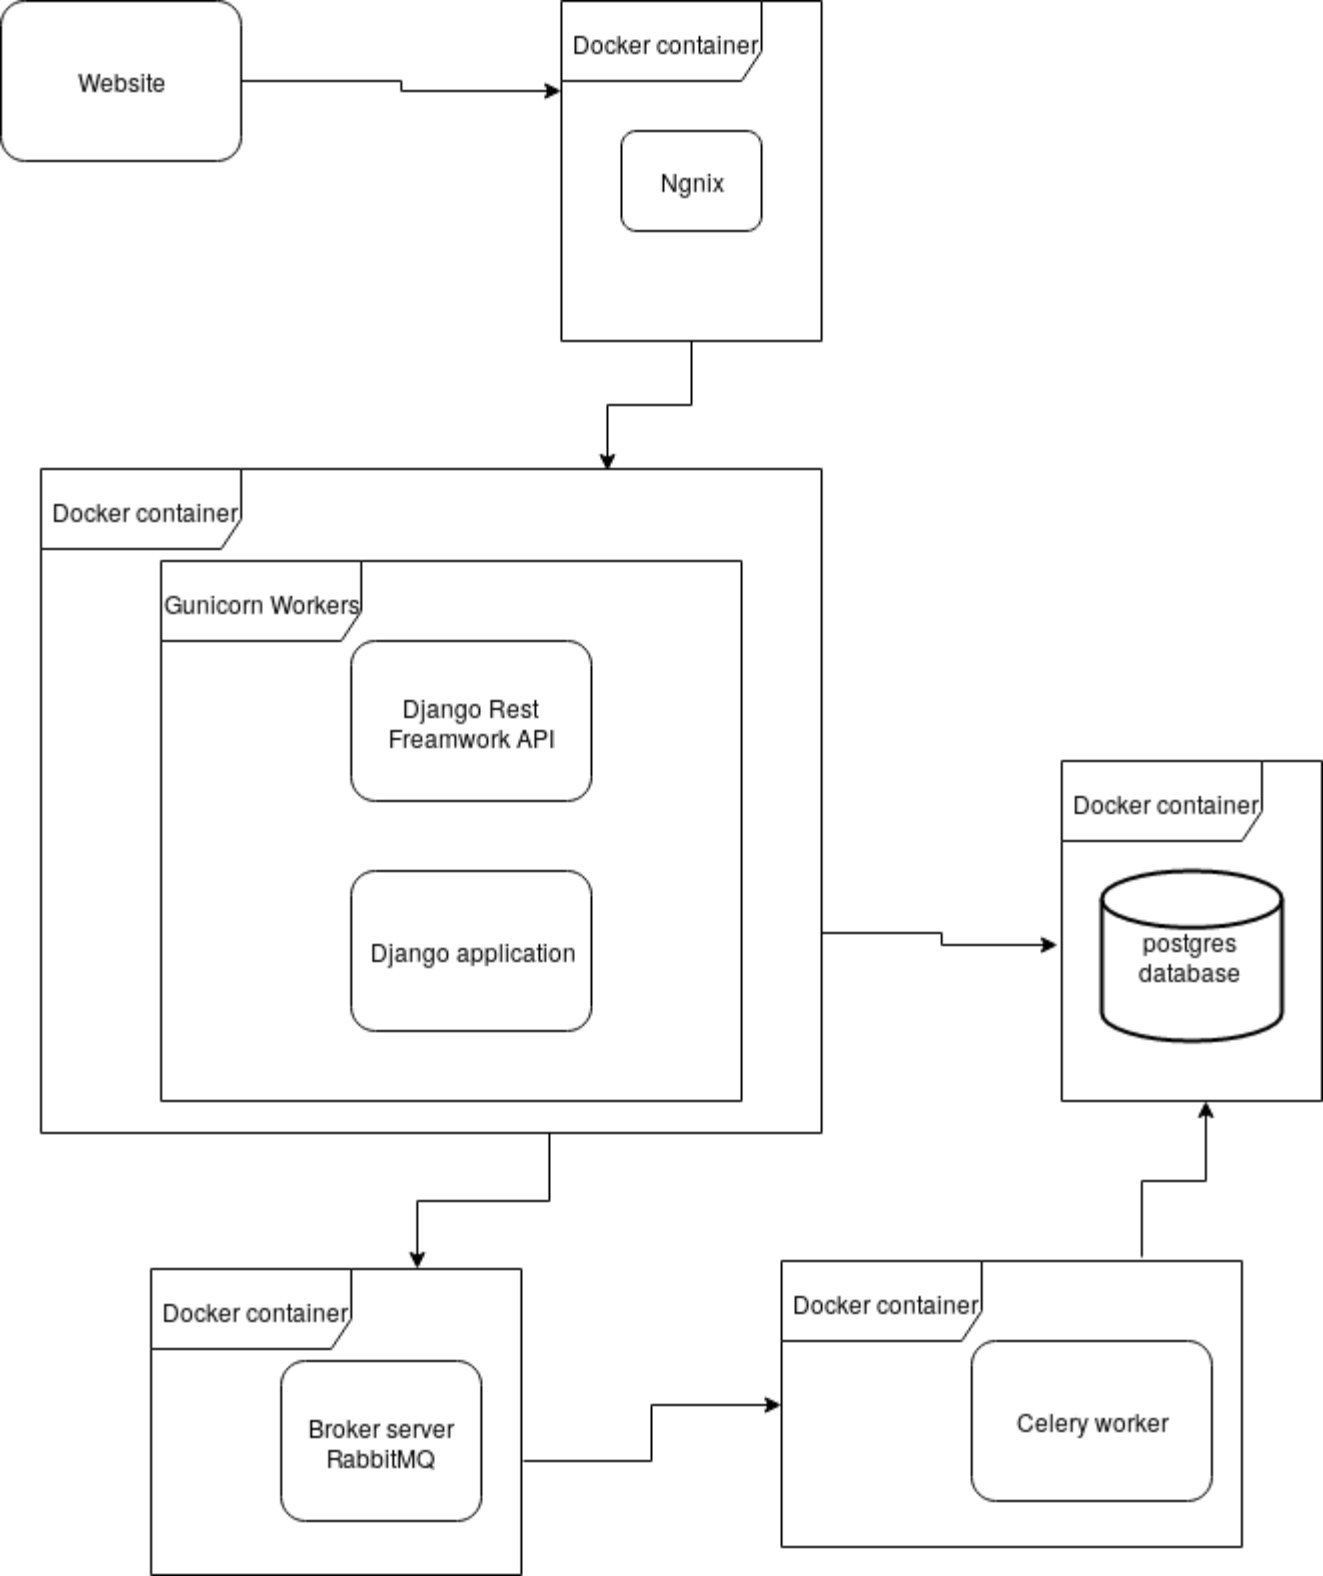 Website
Docker container
Ngnix
Docker container
Gunicorn Workers
Django Rest
Freamwork API
Django application
Docker container
postgres
database
Docker container
Broker server
RabbitMQ
Docker container
Celery worker